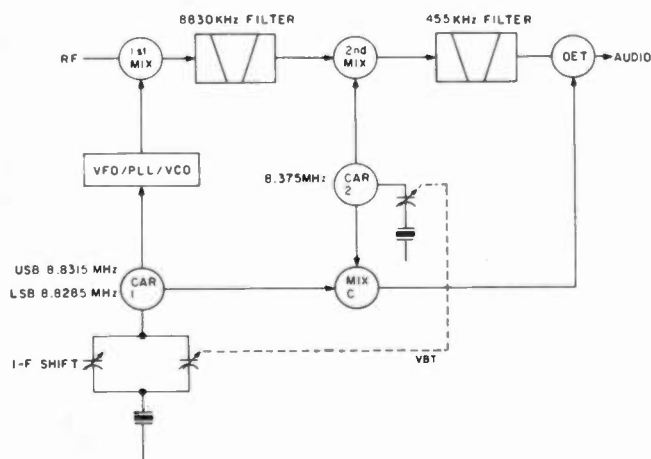 8830KHz FILTER
455KHz FILTER
RF
1st
MIX
2nd
MIX
OET
AUDIO
VFO/PLL/VCO
8.375MHz
CAR
2
USB 8.8315 MHz
LSB 8.8285 MHz
CAR
1
MIX
C
I-F SHIFT
VBT